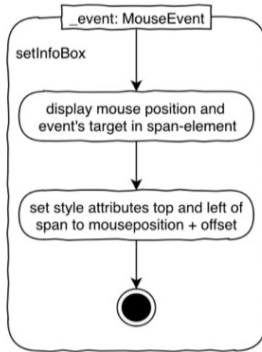 _event: MouseEvent
setInfoBox
display mouse position and
event's target in span-element
set style attributes top and left of
span to mouseposition + offset